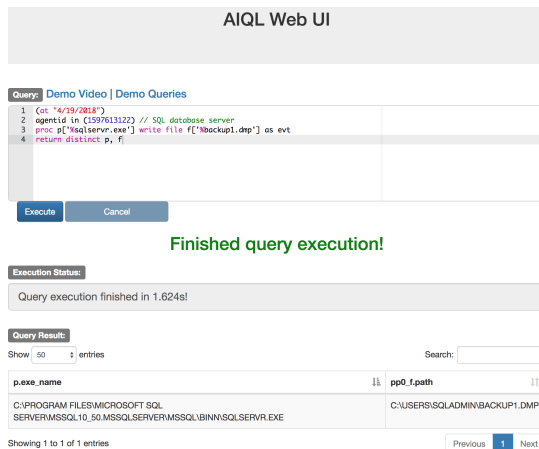 AIQL Web UI
Query: Demo Video | Demo Queries
1 (at "4/19/2018")
2 agentid in (1597613122) // SQL database server
3 proc p['%sqlservr.exe'] write file f['%backup1.dmp'] as evt
4 return distinct p, f
Execute Cancel
Finished query execution!
Execution Status:
Query execution finished in 1.624s!
Query Result:
Show 50 entries Search:
p.exe_name pp0_f.path
C:\PROGRAM FILES\MICROSOFT SQL C:\USERS\SQLADMIN\BACKUP1.DMP
SERVER\MSSQL10_50.MSSQLSERVER\MSSQL\BINN\SQLSERVR.EXE
Showing 1 to 1 of 1 entries Previous 1 Next